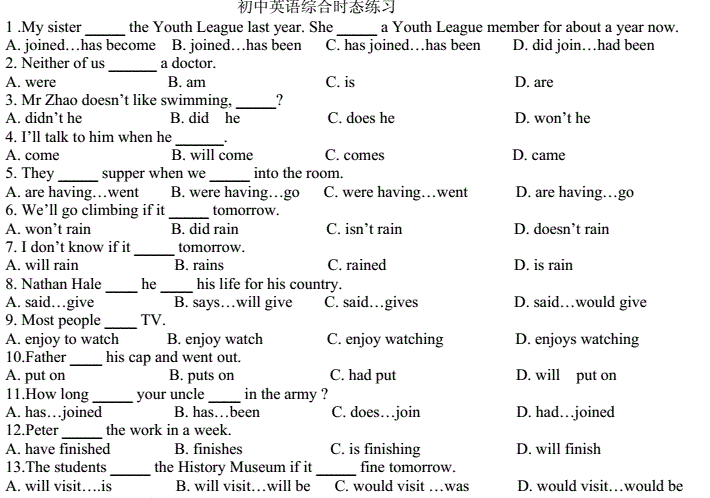 初中英语综合时态练习
1 .My sister _____ the Youth League last year. She _____ a Youth League member for about a year now.
A. joined…has become B. joined…has been C. has joined…has been D. did join…had been
2. Neither of us ______ a doctor.
A. were B. am C. is D. are
3. Mr Zhao doesn't like swimming, _____?
A. didn't he B. did he C. does he D. won't he
4. I'll talk to him when he ______.
A. come B. will come C. comes D. came
5. They _____ supper when we _____ into the room.
A. are having…went B. were having…go C. were having…went D. are having…go
6. We'll go climbing if it _____ tomorrow.
A. won't rain B. did rain C. isn't rain D. doesn't rain
7. I don't know if it _____ tomorrow.
A. will rain B. rains C. rained D. is rain
8. Nathan Hale ____ he ____ his life for his country.
A. said…give B. says…will give C. said…gives D. said…would give
9. Most people ____ TV.
A. enjoy to watch B. enjoy watch C. enjoy watching D. enjoys watching
10.Father ____ his cap and went out.
A. put on B. puts on C. had put D. will put on
11.How long _____ your uncle ____ in the army ?
A. has…joined B. has…been C. does…join D. had…joined
12.Peter _____ the work in a week.
A. have finished B. finishes C. is finishing D. will finish
13.The students _____ the History Museum if it _____ fine tomorrow.
A. will visit….is B. will visit…will be C. would visit …was D. would visit…would be